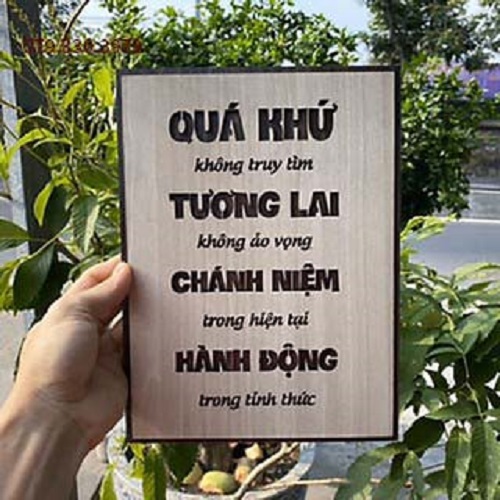 QUÁ KHỨ
không truy tìm
TƯƠNG LAI
không ảo vọng
CHÁNH NIỆM
trong hiện tại
HÀNH ĐỘNG
trong tỉnh thức